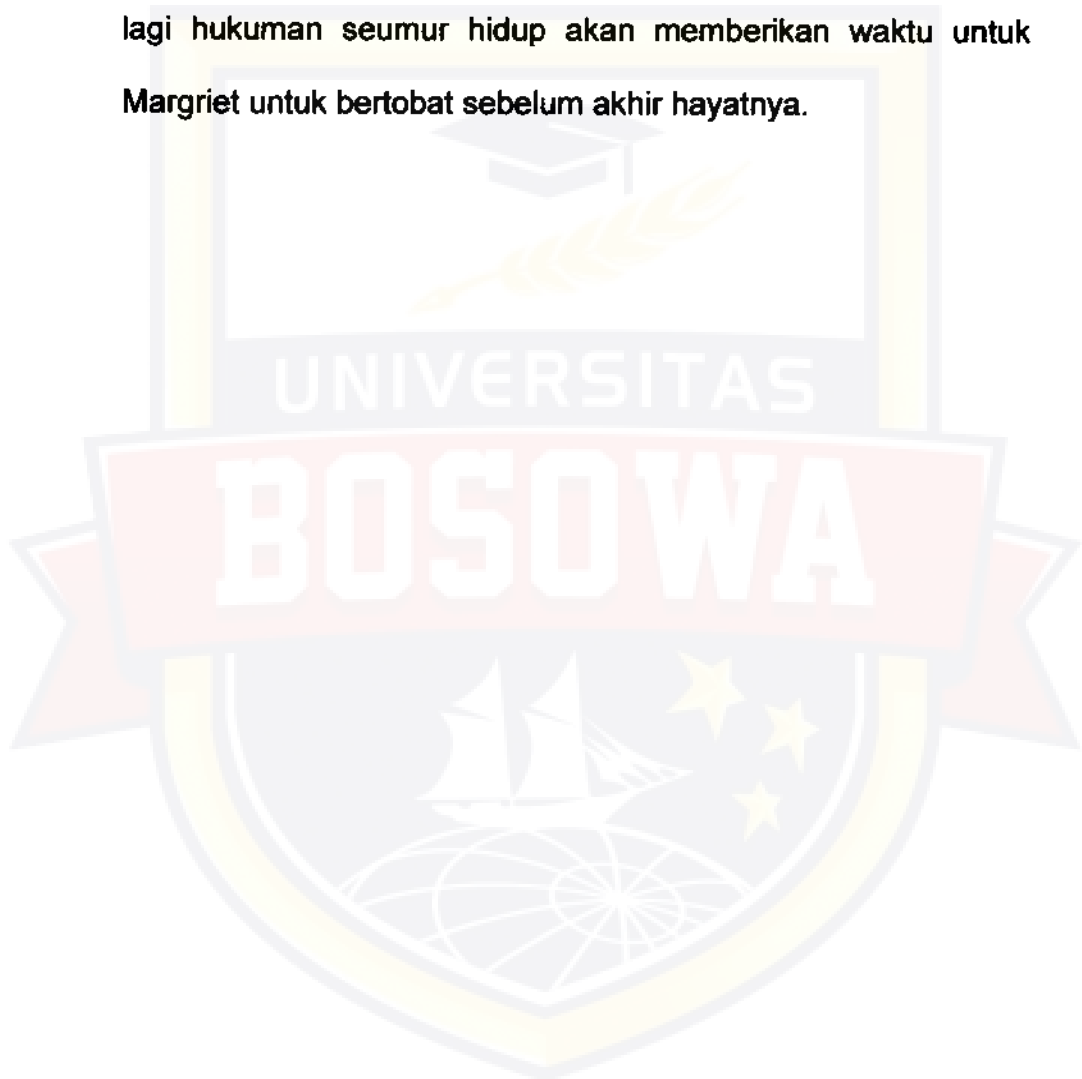 lagi hukuman seumur hidup akan memberikan waktu untuk
Margriet untuk bertobat sebelum akhir hayatnya.
UNIVERSITAS
BOSOWA